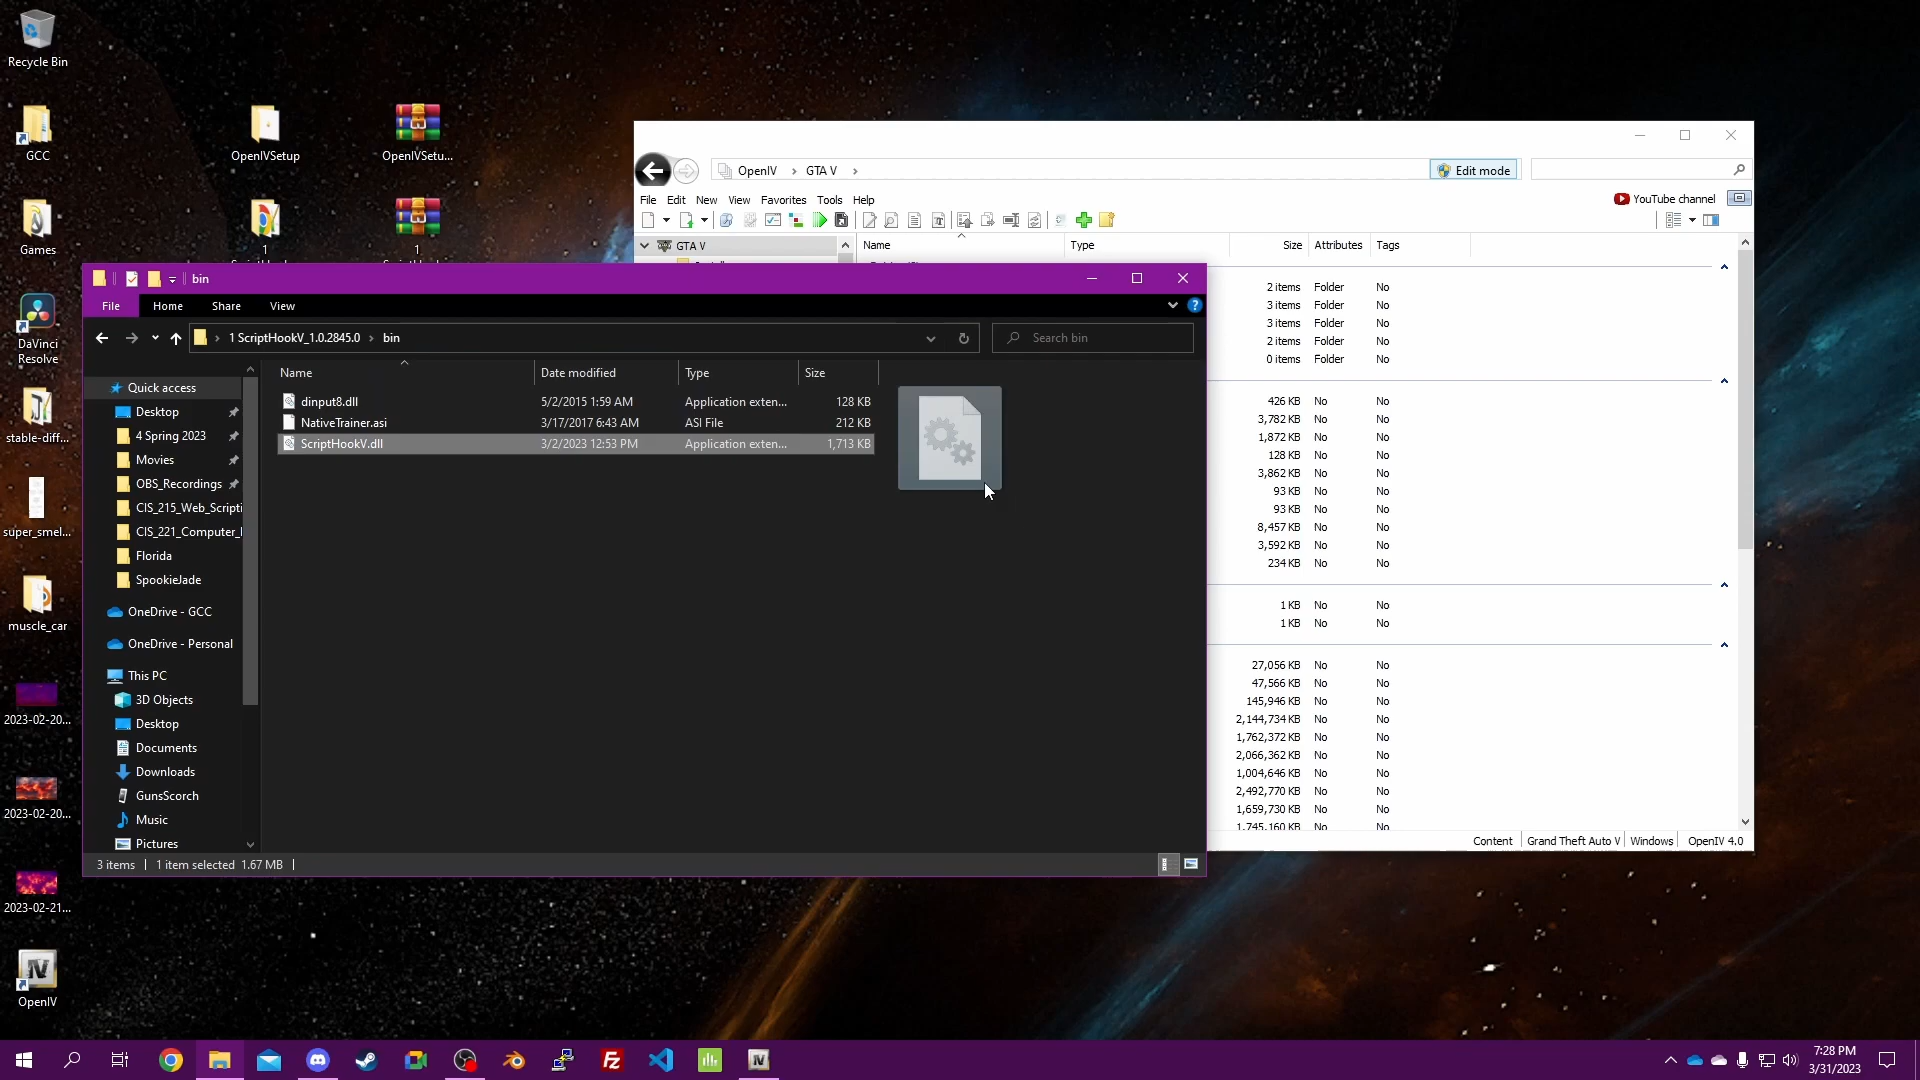 Recycle Bin
GCC
OpenIVSetup
OpenIVSetu...
Games
1
1
DaVinci
Resolve
stable-diff...
super_smel...
muscle_car
2023-02-20...
2023-02-20...
2023-02-21...
OpenIV
OpenIV
GTA V
Edit mode
File
Edit
New
View
Favorites
Tools
Help
YouTube channel
GTA V
Name
Type
Size
Attributes
Tags
2 items
Folder
No
3 items
Folder
No
3 items
Folder
No
2 items
Folder
No
0 items
Folder
No
426 KB
No
No
3,782 KB
No
No
1,872 KB
No
No
128 KB
No
No
3,862 KB
No
No
93 KB
No
No
93 KB
No
No
8,457 KB
No
No
3,592 KB
No
No
234 KB
No
No
1 KB
No
No
1 KB
No
No
27,056 KB
No
No
47,566 KB
No
No
145,946 KB
No
No
2,144,734 KB
No
No
1,762,372 KB
No
No
2,066,362 KB
No
No
1,004,646 KB
No
No
2,492,770 KB
No
No
1,659,730 KB
No
No
1,745,160 KB
No
No
Content
Grand Theft Auto V
Windows
OpenIV 4.0
bin
File
Home
Share
View
1 ScriptHookV_1.0.2845.0
bin
Search bin
Quick access
Desktop
4 Spring 2023
Movies
OBS_Recordings
CIS_215_Web_Scripti
CIS_221_Computer_I
Florida
SpookieJade
OneDrive - GCC
OneDrive - Personal
This PC
3D Objects
Desktop
Documents
Downloads
GunsScorch
Music
Pictures
Name
Date modified
Type
Size
dinput8.dll
5/2/2015 1:59 AM
Application exten...
128 KB
NativeTrainer.asi
3/17/2017 6:43 AM
ASI File
212 KB
ScriptHookV.dll
3/2/2023 12:53 PM
Application exten...
1,713 KB
3 items
1 item selected 1.67 MB
7:28 PM
3/31/2023